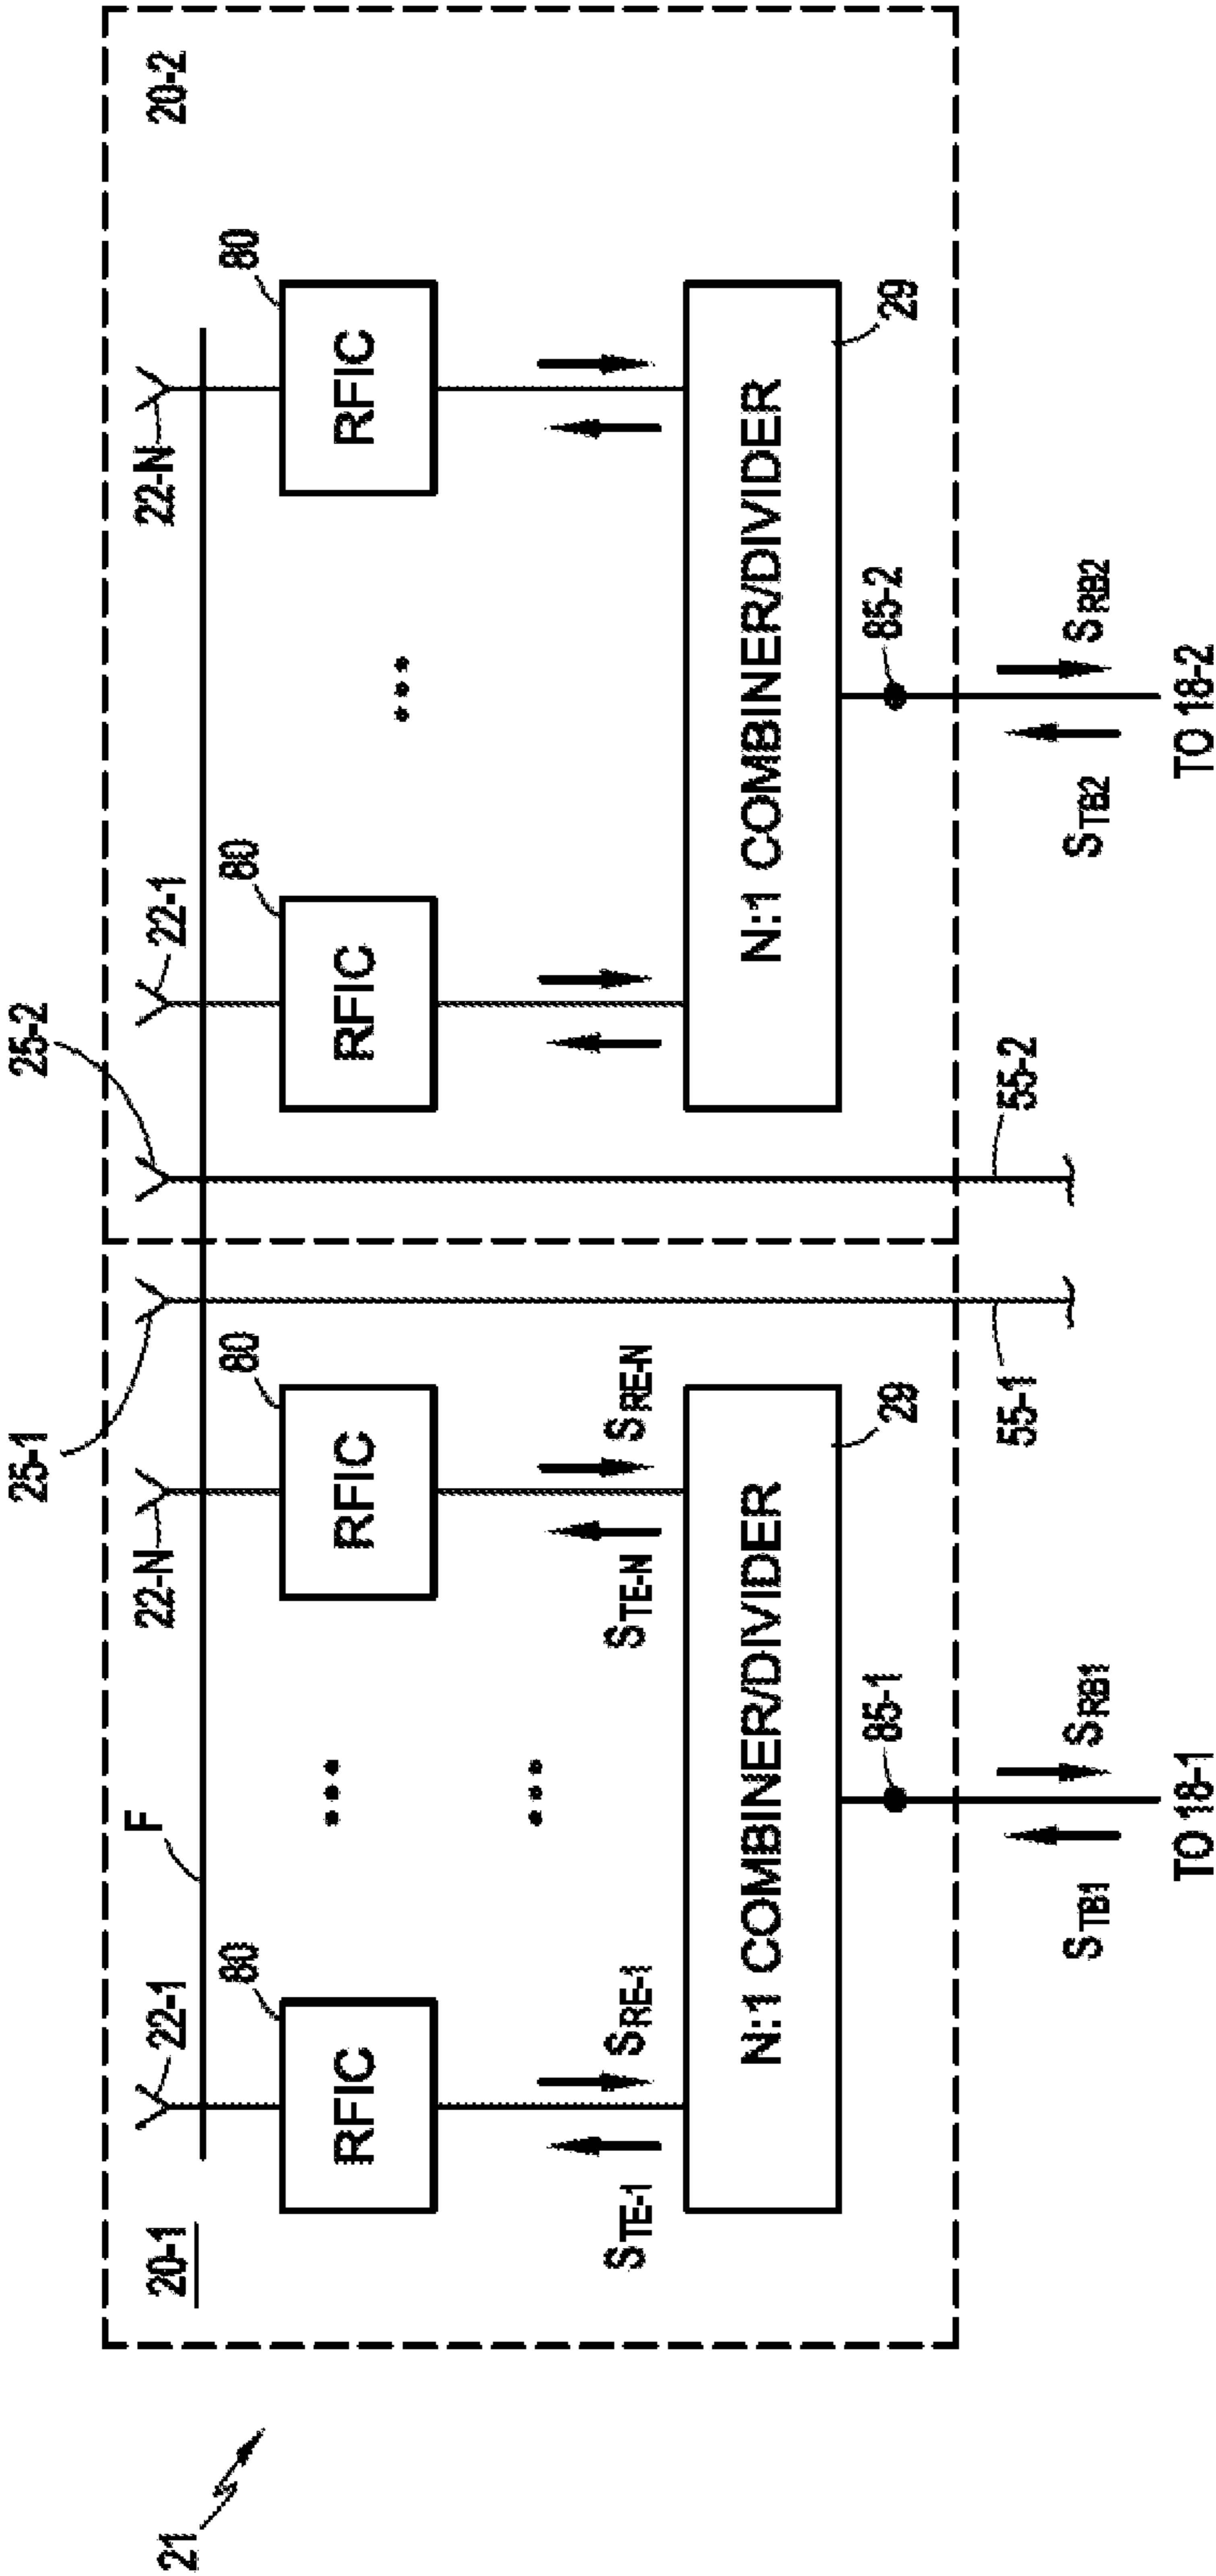 21
20-1
20-2
25-1
25-2
22-1
F
22-N
22-1
22-N
80
80
80
80
RFIC
RFIC
RFIC
RFIC
...
...
...
STE-1
SRE-1
STE-N
SRE-N
N:1 COMBINER/DIVIDER
29
N:1 COMBINER/DIVIDER
29
85-1
85-2
55-1
55-2
STB1
SRB1
STB2
SRB2
TO 18-1
TO 18-2